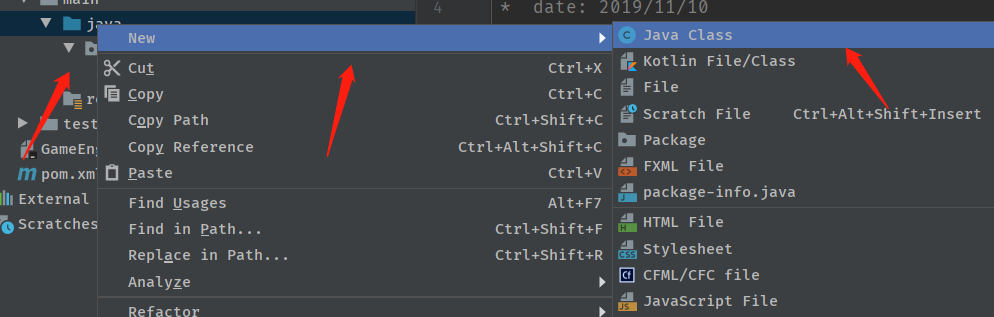 main
java
re
test
GameEng
pom.xml
External
Scratches
4 * date: 2019/11/10
New
Cut Ctrl+X
Copy Ctrl+C
Copy Path Ctrl+Shift+C
Copy Reference Ctrl+Alt+Shift+C
Paste Ctrl+V
Find Usages Alt+F7
Find in Path... Ctrl+Shift+F
Replace in Path... Ctrl+Shift+R
Analyze
Refactor
Java Class
Kotlin File/Class
File
Scratch File Ctrl+Alt+Shift+Insert
Package
FXML File
package-info.java
HTML File
Stylesheet
CFML/CFC file
JavaScript File